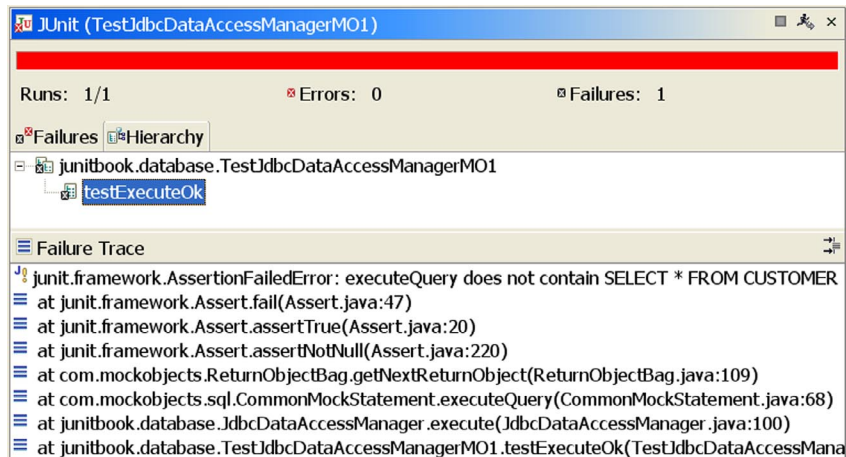 JUnit (TestJdbcDataAccessManagerMO1)
Runs: 1/1 Errors: 0 Failures: 1
Failures Hierarchy
junitbook.database.TestJdbcDataAccessManagerMO1
testExecuteOk
Failure Trace
junit.framework.AssertionFailedError: executeQuery does not contain SELECT * FROM CUSTOMER
at junit.framework.Assert.fail(Assert.java:47)
at junit.framework.Assert.assertTrue(Assert.java:20)
at junit.framework.Assert.assertNotNull(Assert.java:220)
at com.mockobjects.ReturnObjectBag.getNextReturnObject(ReturnObjectBag.java:109)
at com.mockobjects.sql.CommonMockStatement.executeQuery(CommonMockStatement.java:68)
at junitbook.database.JdbcDataAccessManager.execute(JdbcDataAccessManager.java:100)
at junitbook.database.TestJdbcDataAccessManagerMO1.testExecuteOk(TestJdbcDataAccessMana